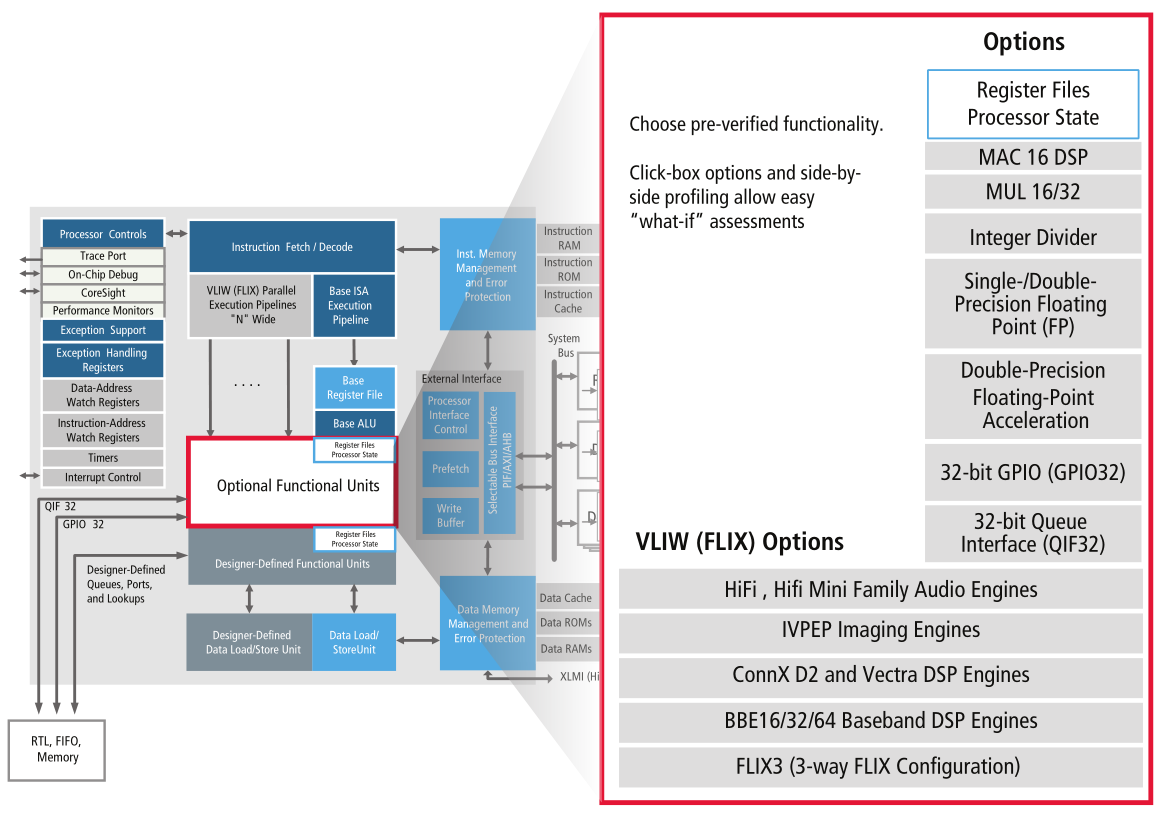 Processor Controls
Trace Port
On-Chip Debug
CoreSight
Performance Monitors
Exception Support
Exception Handling
Registers
Data-Address
Watch Registers
Instruction-Address
Watch Registers
Timers
Interrupt Control
QIF 32
GPIO 32
Designer-Defined
Queues, Ports,
and Lookups
RTL, FIFO,
Memory
Instruction Fetch / Decode
VLIW (FLIX) Parallel
Execution Pipelines
"N" Wide
Base ISA
Execution
Pipeline
. . . .
Base
Register File
Base ALU
Register Files
Processor State
Optional Functional Units
Register Files
Processor State
Designer-Defined Functional Units
Designer-Defined
Data Load/Store Unit
Data Load/
StoreUnit
Inst. Memory
Management
and Error
Protection
Instruction
RAM
Instruction
ROM
Instruction
Cache
System
Bus
External Interface
Processor
Interface
Control
Prefetch
Write
Buffer
Selectable Bus Interface
PIF/AXI/AHB
Data Memory
Management and
Error Protection
Data Cache
Data ROMs
Data RAMs
XLMI (Hi
D
Options
Choose pre-verified functionality.
Click-box options and side-by-
side profiling allow easy
“what-if” assessments
Register Files
Processor State
MAC 16 DSP
MUL 16/32
Integer Divider
Single-/Double-
Precision Floating
Point (FP)
Double-Precision
Floating-Point
Acceleration
32-bit GPIO (GPIO32)
32-bit Queue
Interface (QIF32)
VLIW (FLIX) Options
HiFi , Hifi Mini Family Audio Engines
IVPEP Imaging Engines
ConnX D2 and Vectra DSP Engines
BBE16/32/64 Baseband DSP Engines
FLIX3 (3-way FLIX Configuration)